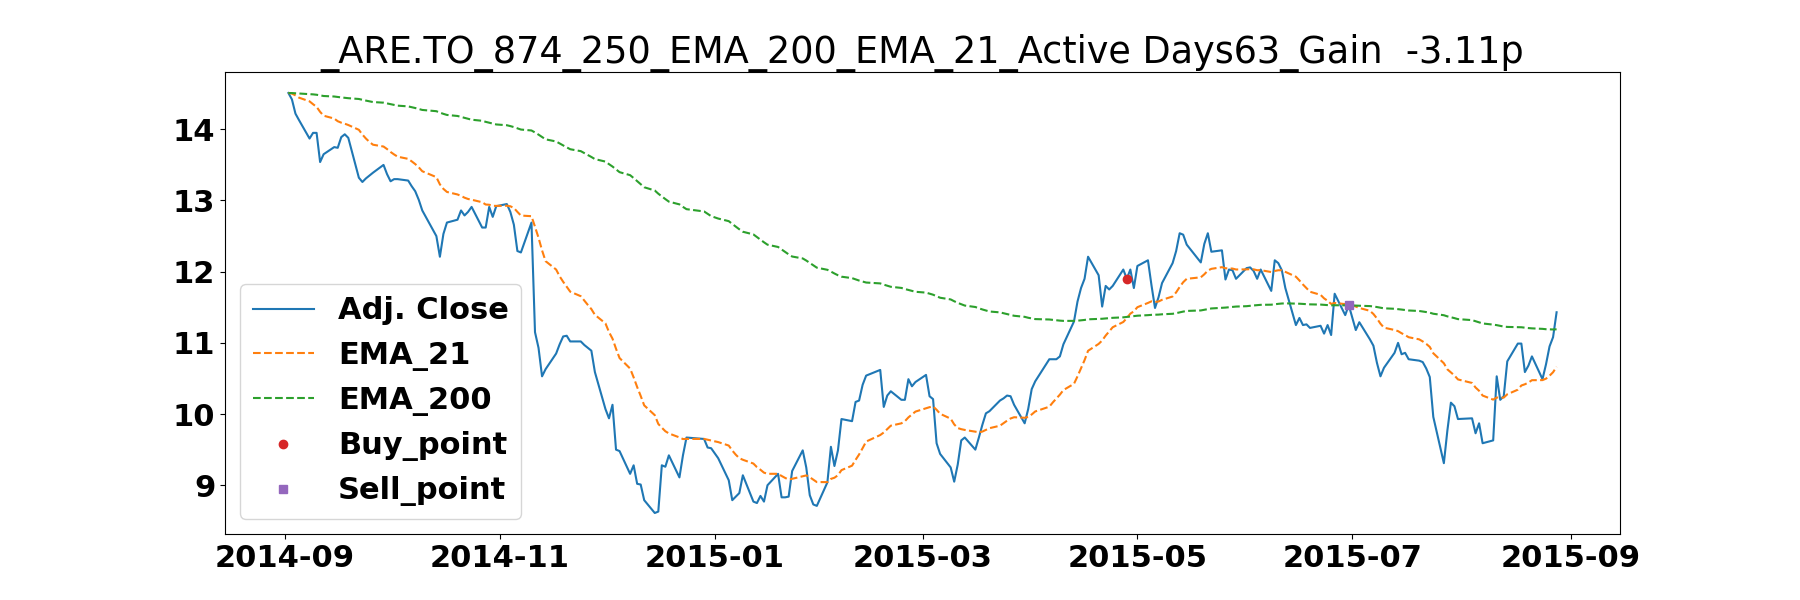 _ARE.TO_874_250_EMA_200_EMA_21_Active Days63_Gain  -3.11p
14
13
12
11
10
9
Adj. Close
EMA_21
EMA_200
Buy_point
Sell_point
2014-09 2014-11 2015-01 2015-03 2015-05 2015-07 2015-09